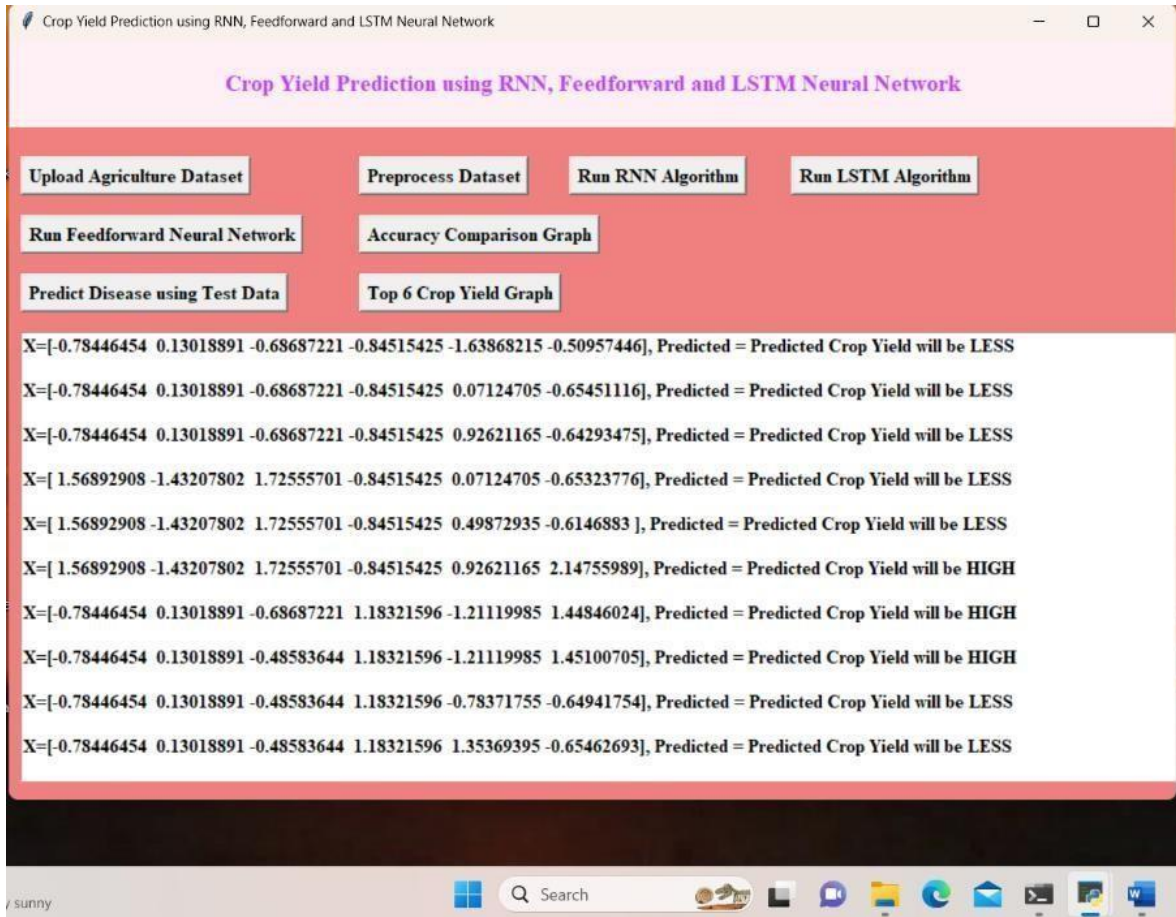 Crop Yield Prediction using RNN, Feedforward and LSTM Neural Network
Crop Yield Prediction using RNN, Feedforward and LSTM Neural Network
Upload Agriculture Dataset Preprocess Dataset Run RNN Algorithm Run LSTM Algorithm
Run Feedforward Neural Network Accuracy Comparison Graph
Predict Disease using Test Data Top 6 Crop Yield Graph
X=[-0.78446454 0.13018891 -0.68687221 -0.84515425 -1.63868215 -0.50957446], Predicted = Predicted Crop Yield will be LESS
X=[-0.78446454 0.13018891 -0.68687221 -0.84515425 0.07124705 -0.65451116], Predicted = Predicted Crop Yield will be LESS
X=[-0.78446454 0.13018891 -0.68687221 -0.84515425 0.92621165 -0.64293475], Predicted = Predicted Crop Yield will be LESS
X=[ 1.56892908 -1.43207802 1.72555701 -0.84515425 0.07124705 -0.65323776], Predicted = Predicted Crop Yield will be LESS
X=[ 1.56892908 -1.43207802 1.72555701 -0.84515425 0.49872935 -0.6146883 ], Predicted = Predicted Crop Yield will be LESS
X=[ 1.56892908 -1.43207802 1.72555701 -0.84515425 0.92621165 2.14755989], Predicted = Predicted Crop Yield will be HIGH
X=[-0.78446454 0.13018891 -0.68687221 1.18321596 -1.21119985 1.44846024], Predicted = Predicted Crop Yield will be HIGH
X=[-0.78446454 0.13018891 -0.48583644 1.18321596 -1.21119985 1.45100705], Predicted = Predicted Crop Yield will be HIGH
X=[-0.78446454 0.13018891 -0.48583644 1.18321596 -0.78371755 -0.64941754], Predicted = Predicted Crop Yield will be LESS
X=[-0.78446454 0.13018891 -0.48583644 1.18321596 1.35369395 -0.65462693], Predicted = Predicted Crop Yield will be LESS
Search
sunny